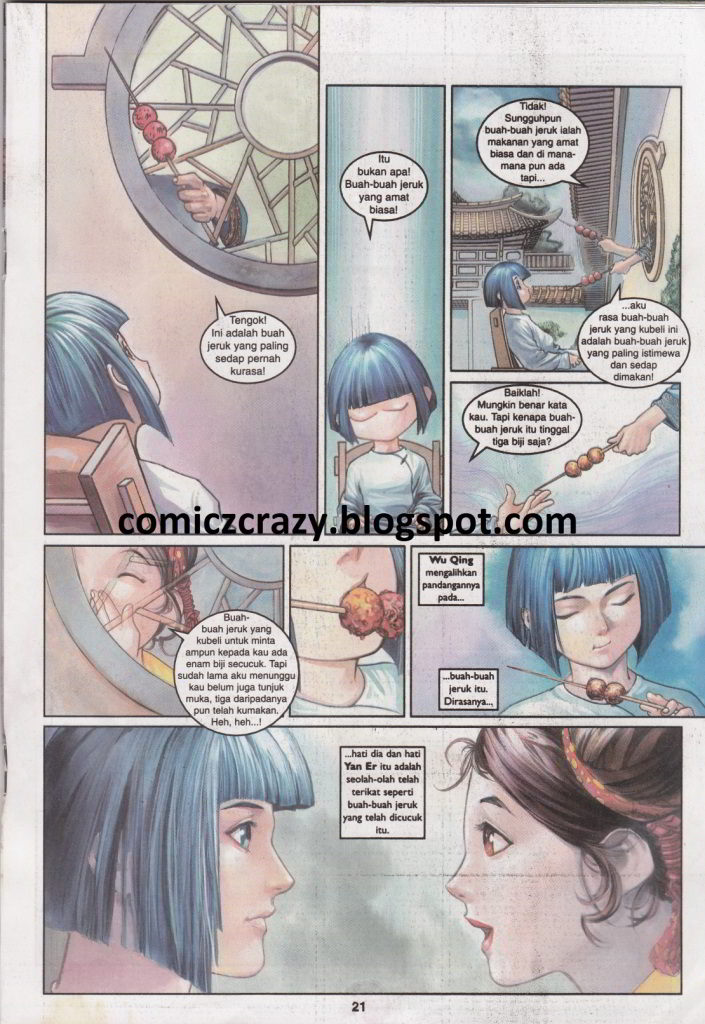 Tengok!
Ini adalah buah
jeruk yang paling
sedap pernah
kurasa!
Itu
bukan apa!
Buah-buah jeruk
yang amat
biasa!
Tidak!
Sungguhpun
buah-buah jeruk ialah
makanan yang amat
biasa dan di mana-
mana pun ada
tapi...
...aku
rasa buah-buah
jeruk yang kubeli ini
adalah buah-buah jeruk
yang paling istimewa
dan sedap
dimakan!
Baiklah!
Mungkin benar kata
kau. Tapi kenapa buah-
buah jeruk itu tinggal
tiga biji saja?
comiczcrazy.blogspot.com
Buah-
buah jeruk yang
kubeli untuk minta
ampun kepada kau ada
enam biji secucuk. Tapi
sudah lama aku menunggu
kau belum juga tunjuk
muka, tiga daripadanya
pun telah kumakan.
Heh, heh...!
Wu Qing
mengalihkan
pandangannya
pada...
...buah-buah
jeruk itu.
Dirasanya...
...hati dia dan hati
Yan Er itu adalah
seolah-olah telah
terikat seperti
buah-buah jeruk
yang telah dicucuk
itu.
21